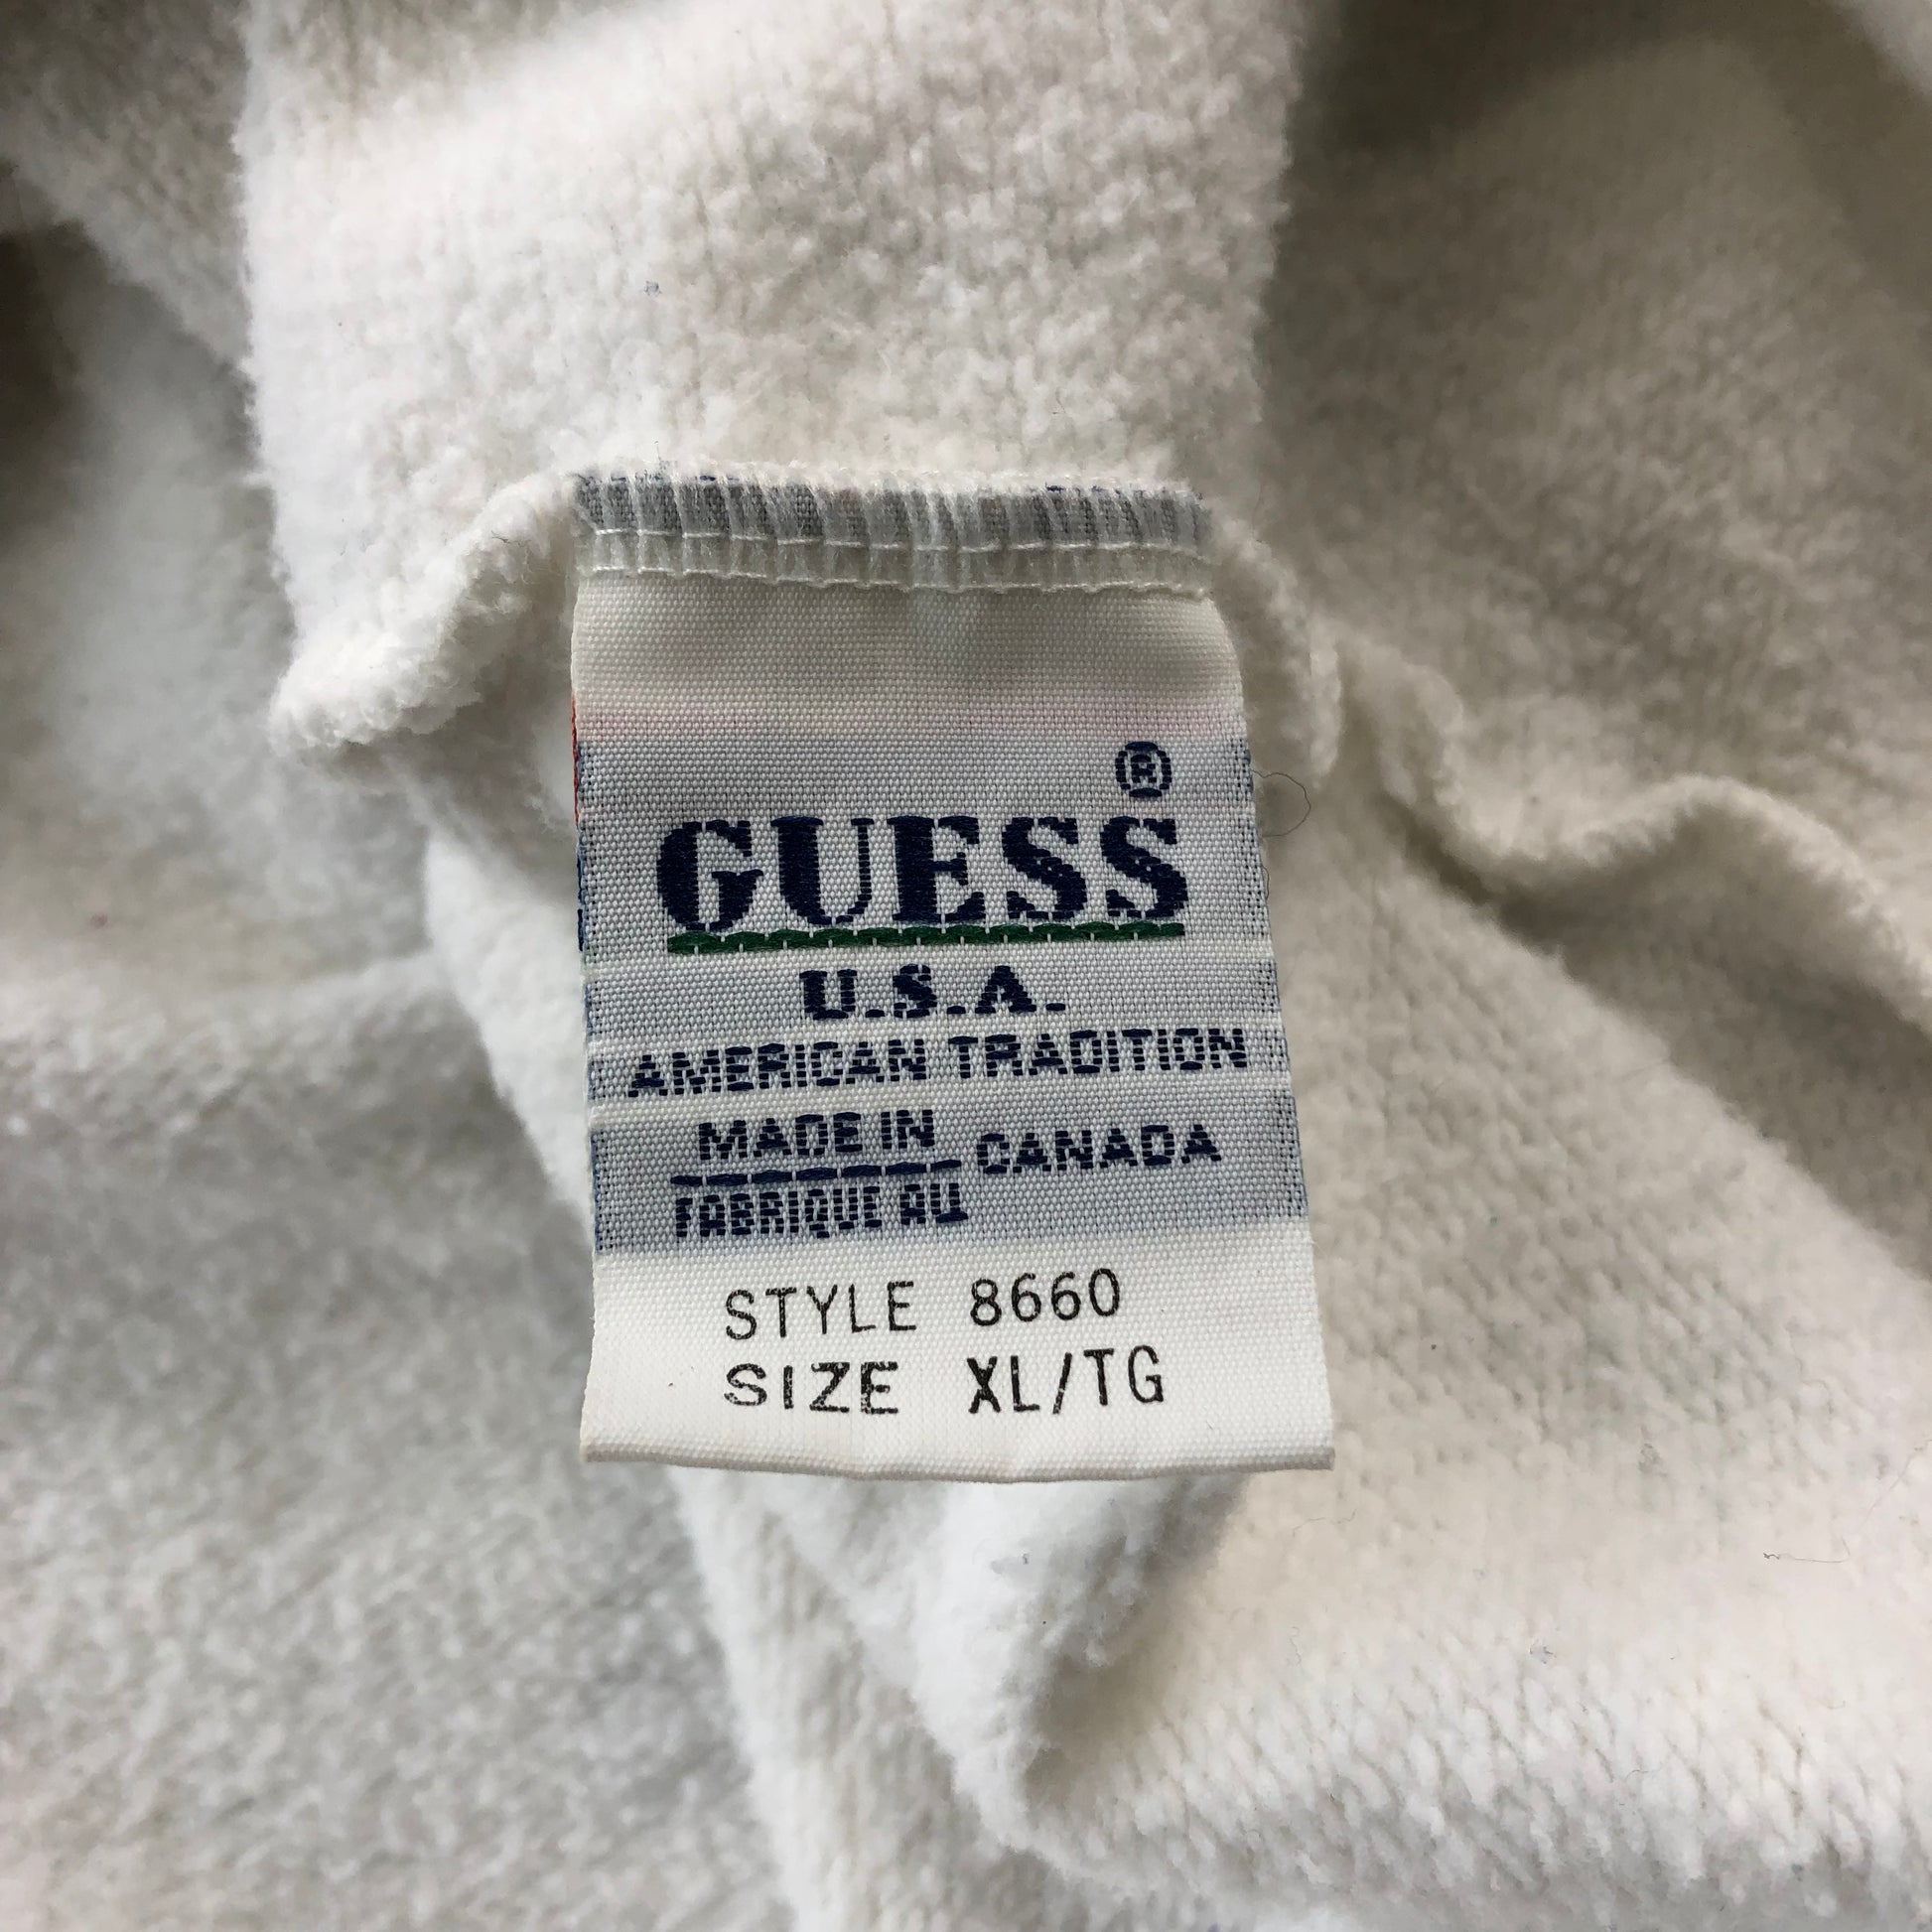 ®
GUESS
U.S.A.
AMERICAN TRADITION
MADE IN
CANADA
FABRIQUE AU
STYLE 8660
SIZE XL/TG